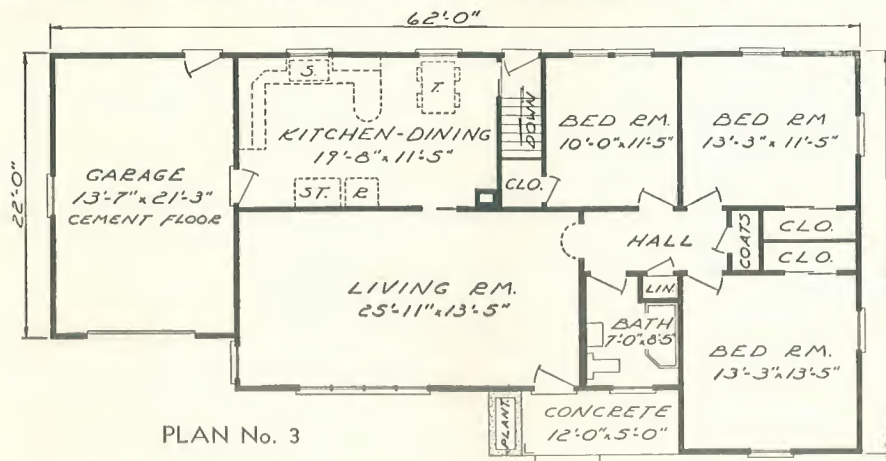 62'-0"
22'-0"
S.
T.
DOWN
KITCHEN-DINING
19'-8" x 11'-5"
BED RM.
10'-0" x 11'-5"
BED RM
13'-3" x 11'-5"
GARAGE
13'-7" x 21'-3"
CEMENT FLOOR
ST.
R
CLO.
HALL
COATS
CLO.
CLO.
LIVING RM.
25'-11" x 13'-5"
LIN.
BATH
7'-0" x 8'-5"
BED RM.
13'-3" x 13'-5"
PLANT.
CONCRETE
12'-0" x 5'-0"
PLAN No. 3